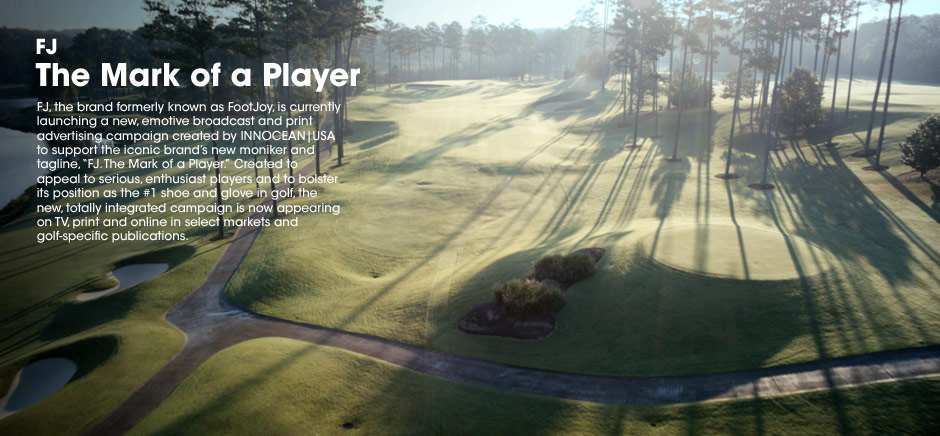 FJ
The Mark of a Player
FJ, the brand formerly known as FootJoy, is currently
launching a new, emotive broadcast and print
advertising campaign created by INNOCEAN|USA
to support the iconic brand's new moniker and
tagline, "FJ. The Mark of a Player." Created to
appeal to serious, enthusiast players and to bolster
its position as the #1 shoe and glove in golf, the
new, totally integrated campaign is now appearing
on TV, print and online in select markets and
golf-specific publications.